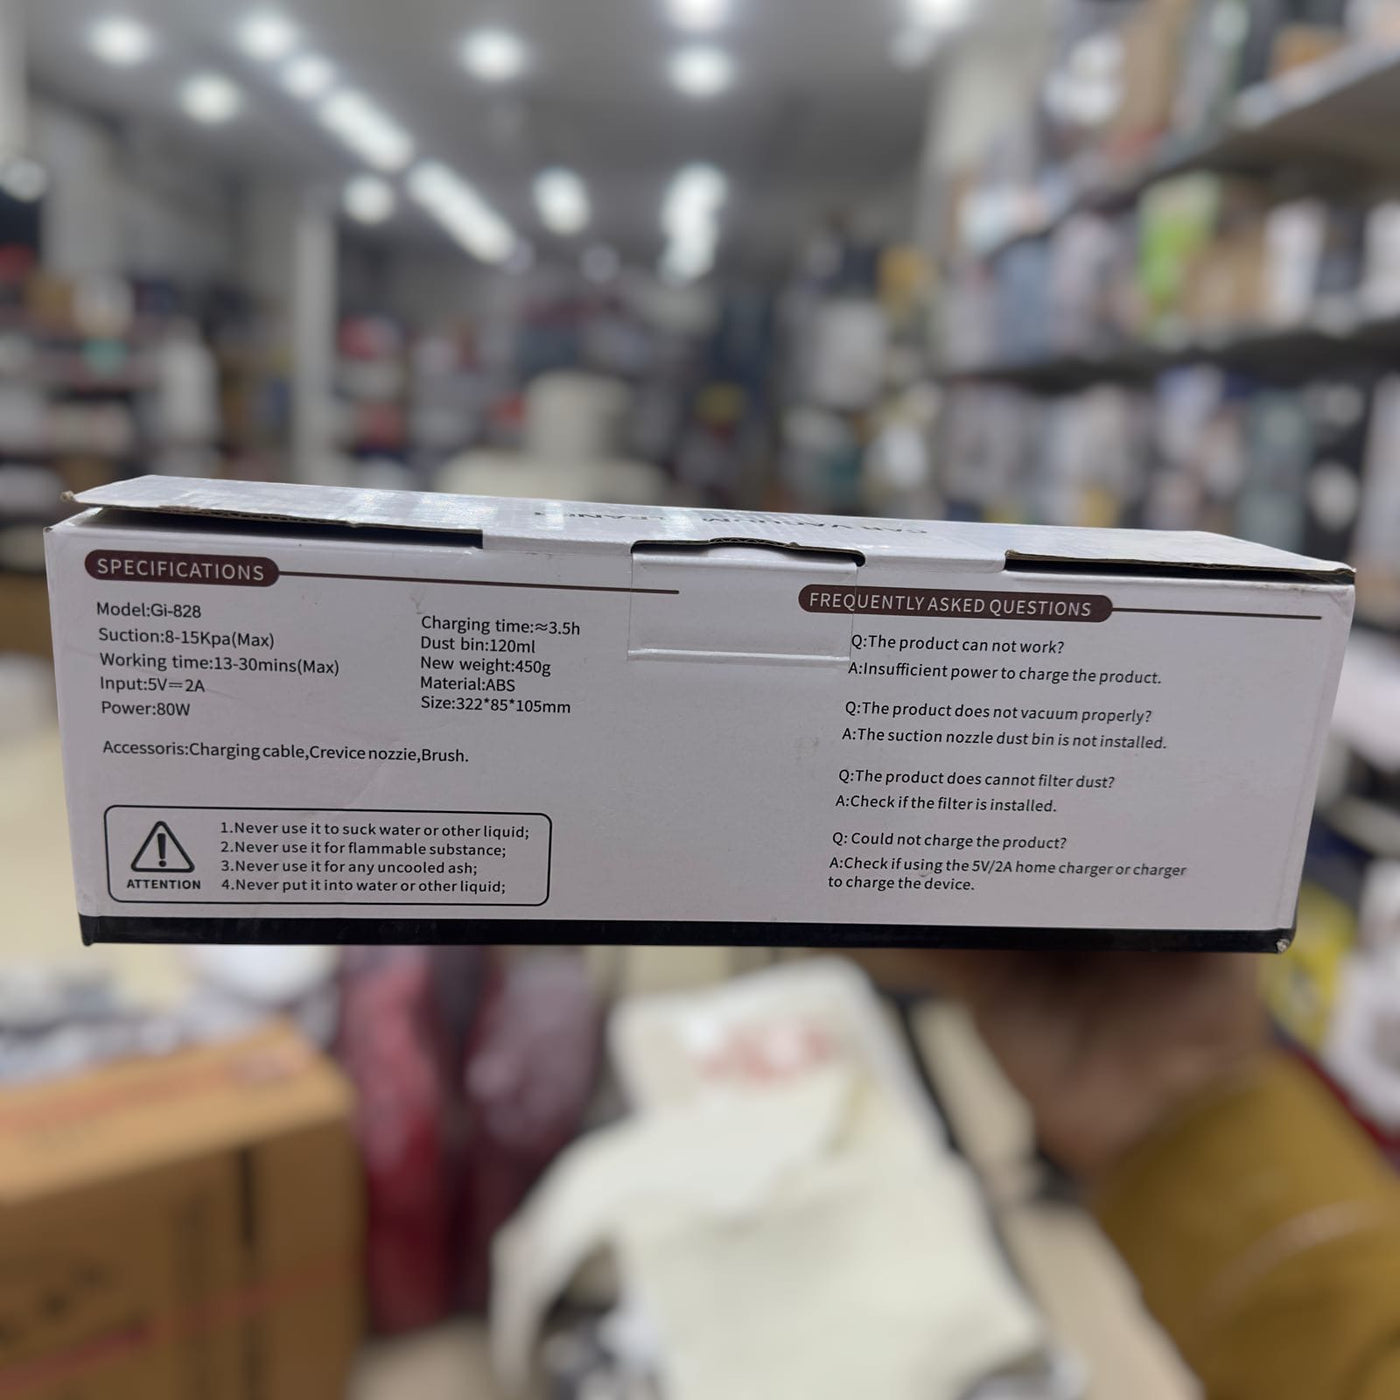 CAR VACUUM CLEANER
SPECIFICATIONS
Model:Gi-828
Suction:8-15Kpa(Max)
Working time:13-30mins(Max)
Input:5V⎓2A
Power:80W
Charging time:≈3.5h
Dust bin:120ml
New weight:450g
Material:ABS
Size:322*85*105mm
Accessoris:Charging cable,Crevice nozzie,Brush.
ATTENTION
1.Never use it to suck water or other liquid;
2.Never use it for flammable substance;
3.Never use it for any uncooled ash;
4.Never put it into water or other liquid;
FREQUENTLY ASKED QUESTIONS
Q:The product can not work?
A:Insufficient power to charge the product.
Q:The product does not vacuum properly?
A:The suction nozzle dust bin is not installed.
Q:The product does cannot filter dust?
A:Check if the filter is installed.
Q: Could not charge the product?
A:Check if using the 5V/2A home charger or charger
to charge the device.